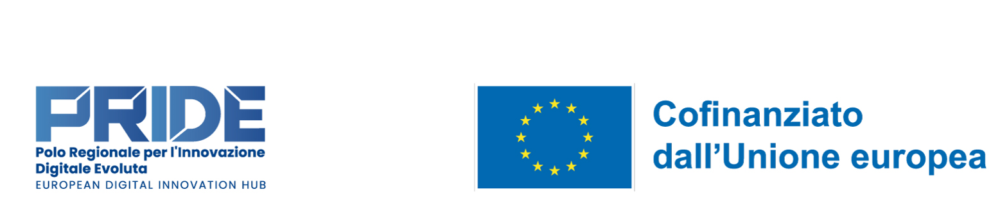 PRIDE
Polo Regionale per l'Innovazione
Digitale Evoluta
EUROPEAN DIGITAL INNOVATION HUB
Cofinanziato
dall’Unione europea